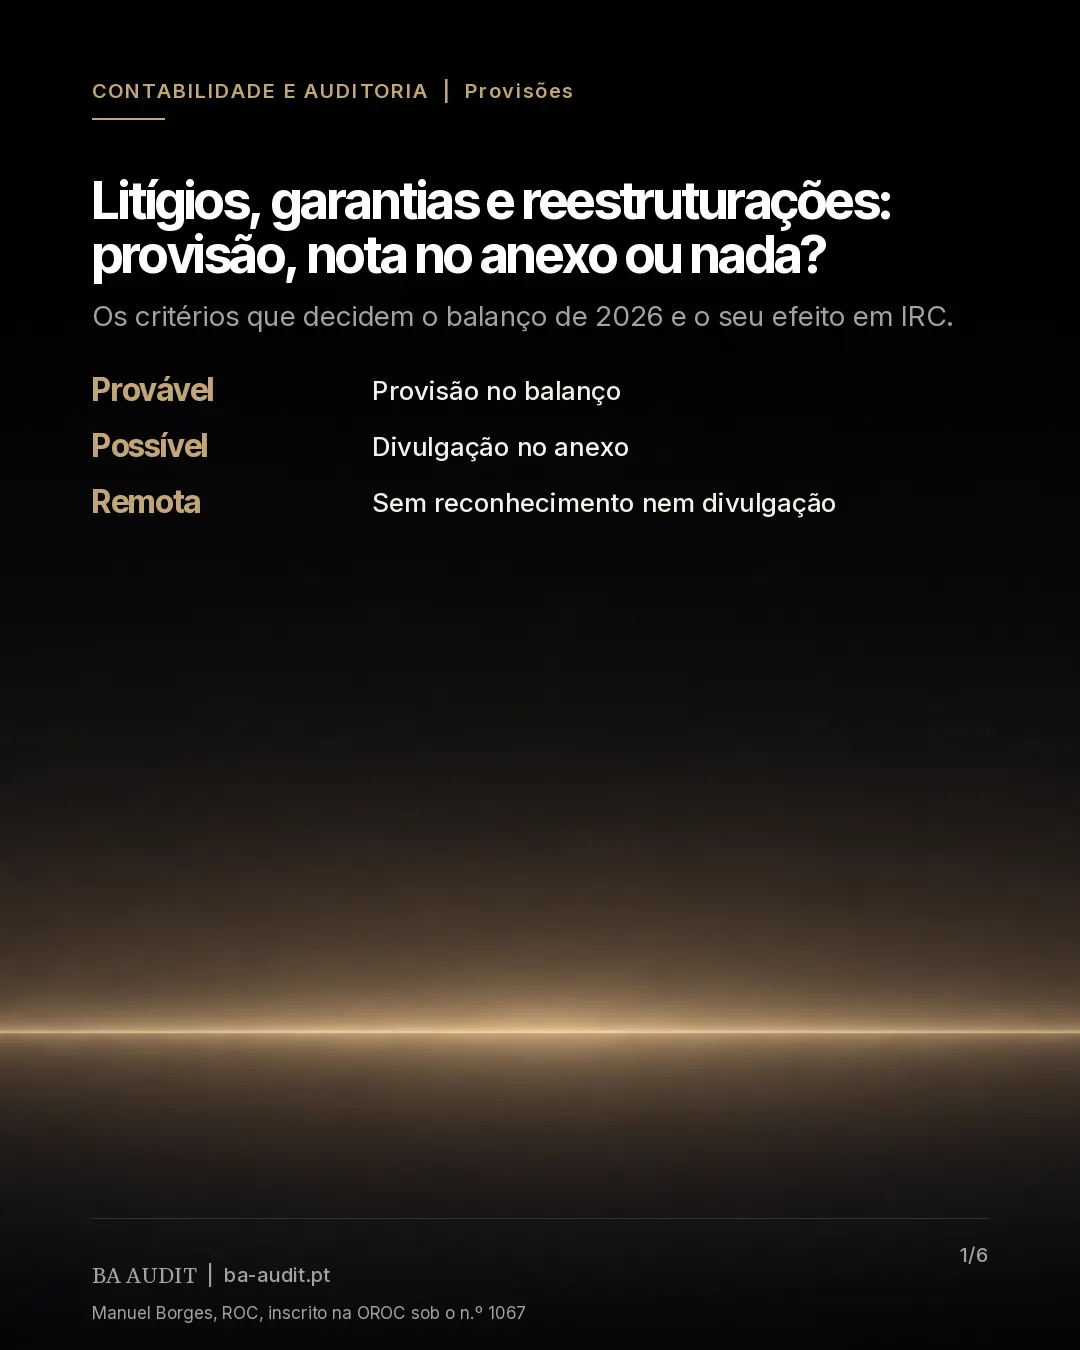 CONTABILIDADE E AUDITORIA | Provisões
Litígios, garantias e reestruturações:
provisão, nota no anexo ou nada?
Os critérios que decidem o balanço de 2026 e o seu efeito em IRC.
Provável Provisão no balanço
Possível Divulgação no anexo
Remota Sem reconhecimento nem divulgação
1/6
BA AUDIT | ba-audit.pt
Manuel Borges, ROC, inscrito na OROC sob o n.º 1067